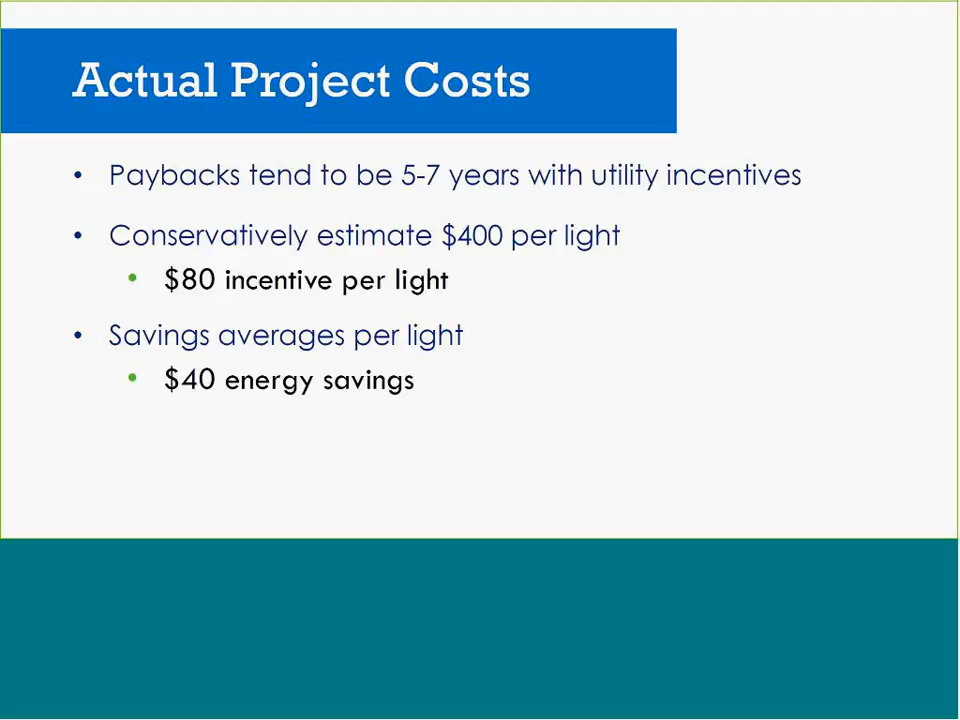 Actual Project Costs
• Paybacks tend to be 5-7 years with utility incentives
• Conservatively estimate $400 per light
• $80 incentive per light
• Savings averages per light
• $40 energy savings